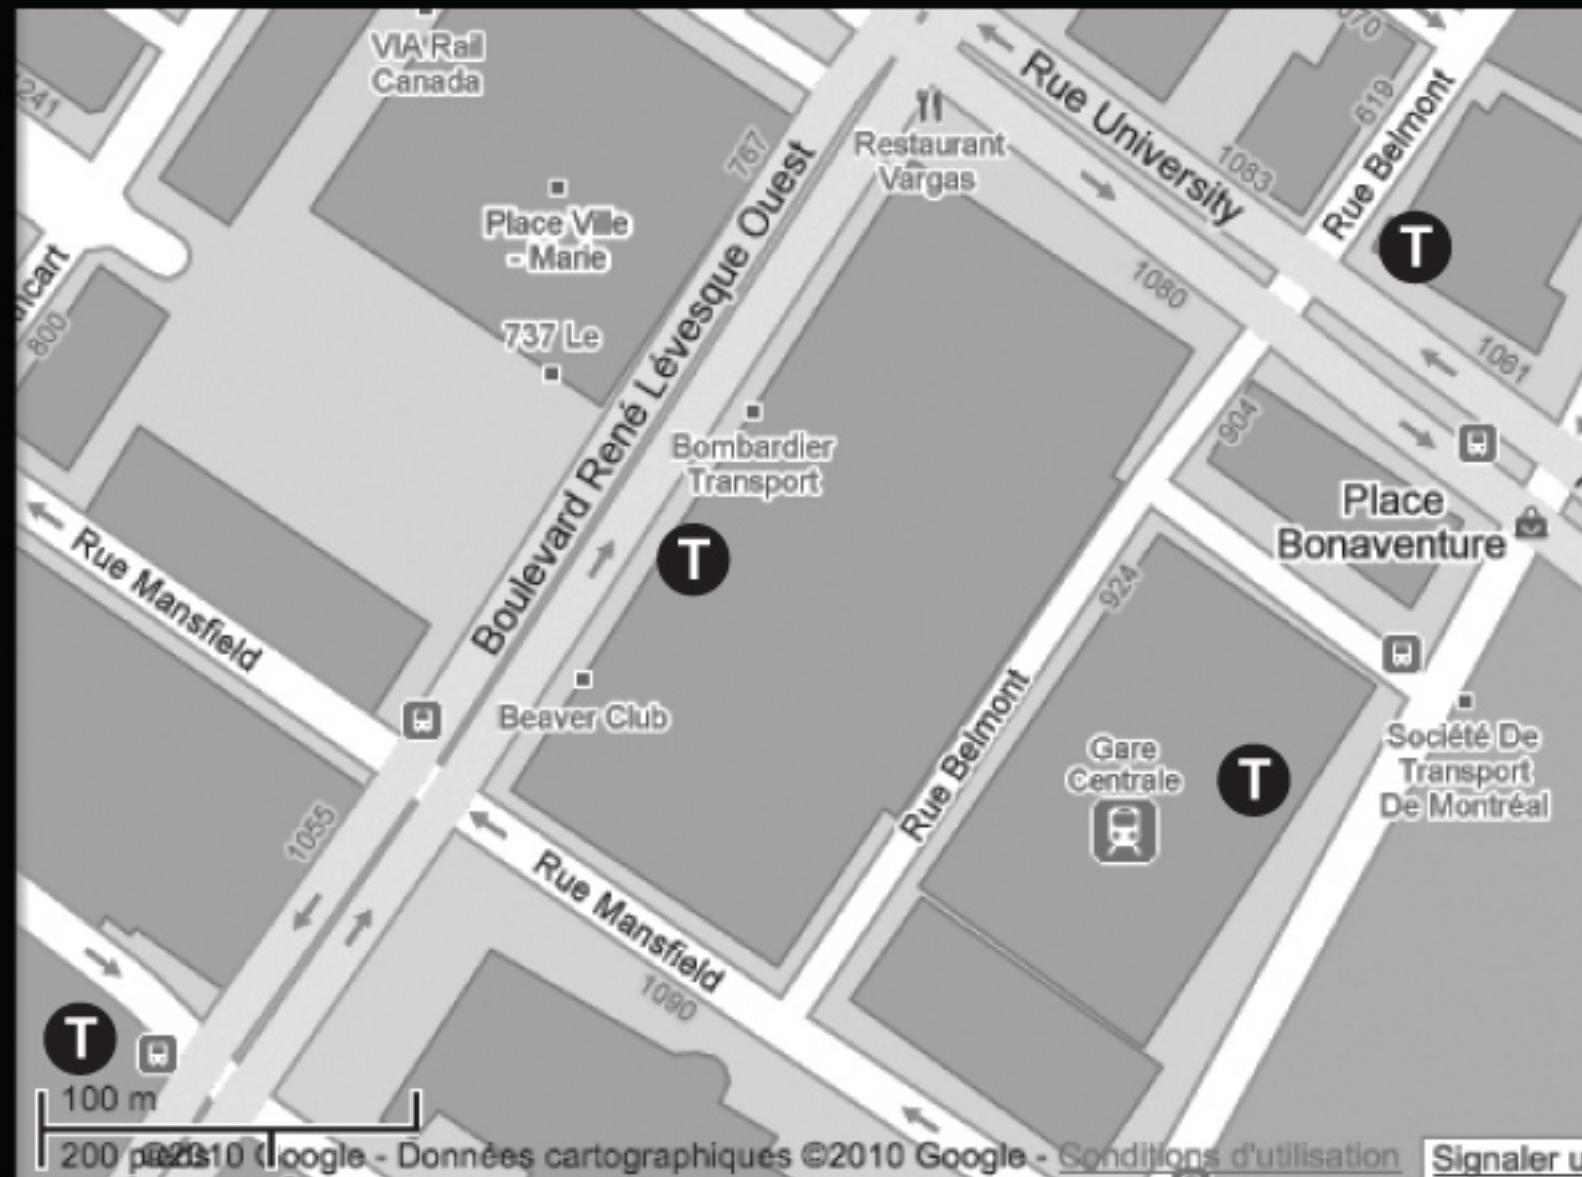 VIA Rail
Canada
241
070
619
Rue University
Rue Belmont
1083
767
Restaurant
Vargas
Place Ville
- Marie
T
1080
800
737 Le
1061
Boulevard René Lévesque Ouest
Bombardier
Transport
904
Place
Bonaventure
T
Rue Mansfield
924
Beaver Club
Rue Belmont
Gare
Centrale
T
Société De
Transport
De Montréal
1055
Rue Mansfield
1090
T
100 m
200 pieds
©2010 Google - Données cartographiques ©2010 Google - Conditions d'utilisation
Signaler u